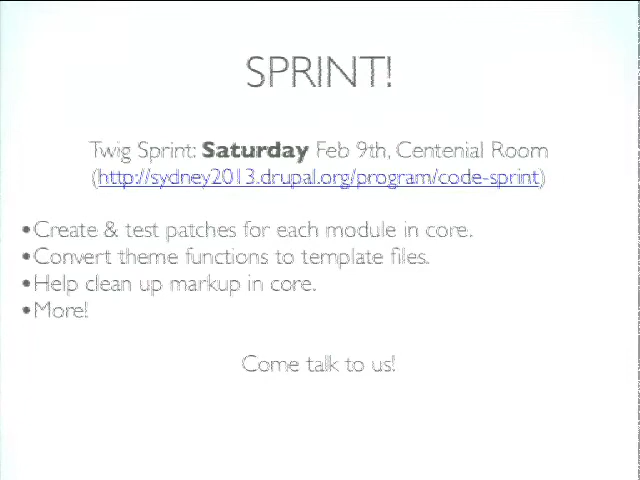 SPRINT!
Twig Sprint: Saturday Feb 9th, Centenial Room
(http://sydney2013.drupal.org/program/code-sprint)
•Create & test patches for each module in core.
•Convert theme functions to template files.
•Help clean up markup in core.
•More!
Come talk to us!